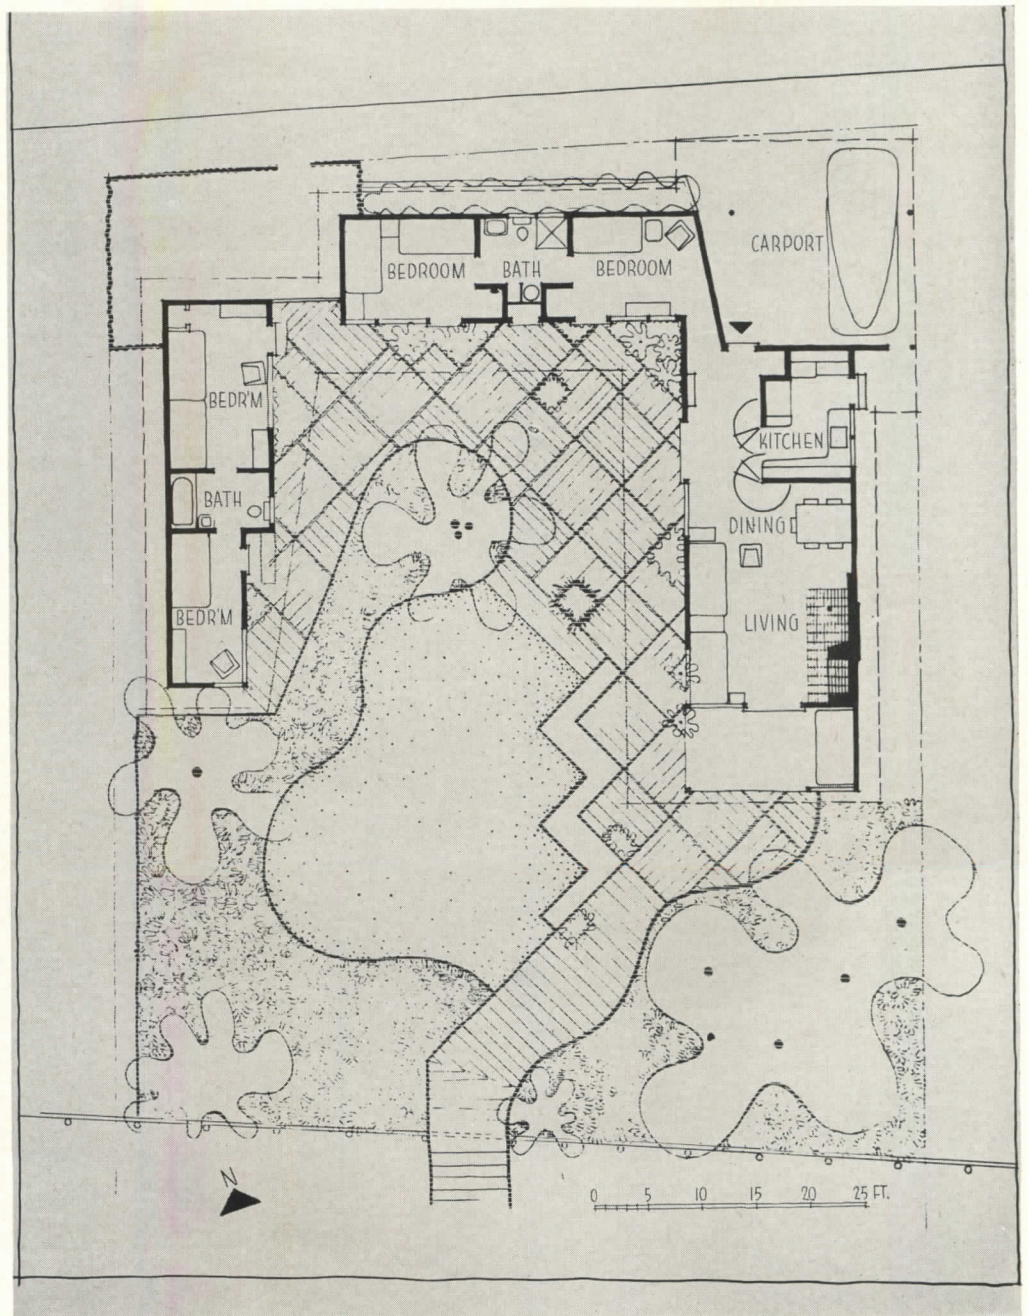 CARPORT
BEDROOM
BATH
BEDROOM
BEDR'M
KITCHEN
BATH
DINING
BEDR'M
LIVING
N
0 5 10 15 20 25 FT.